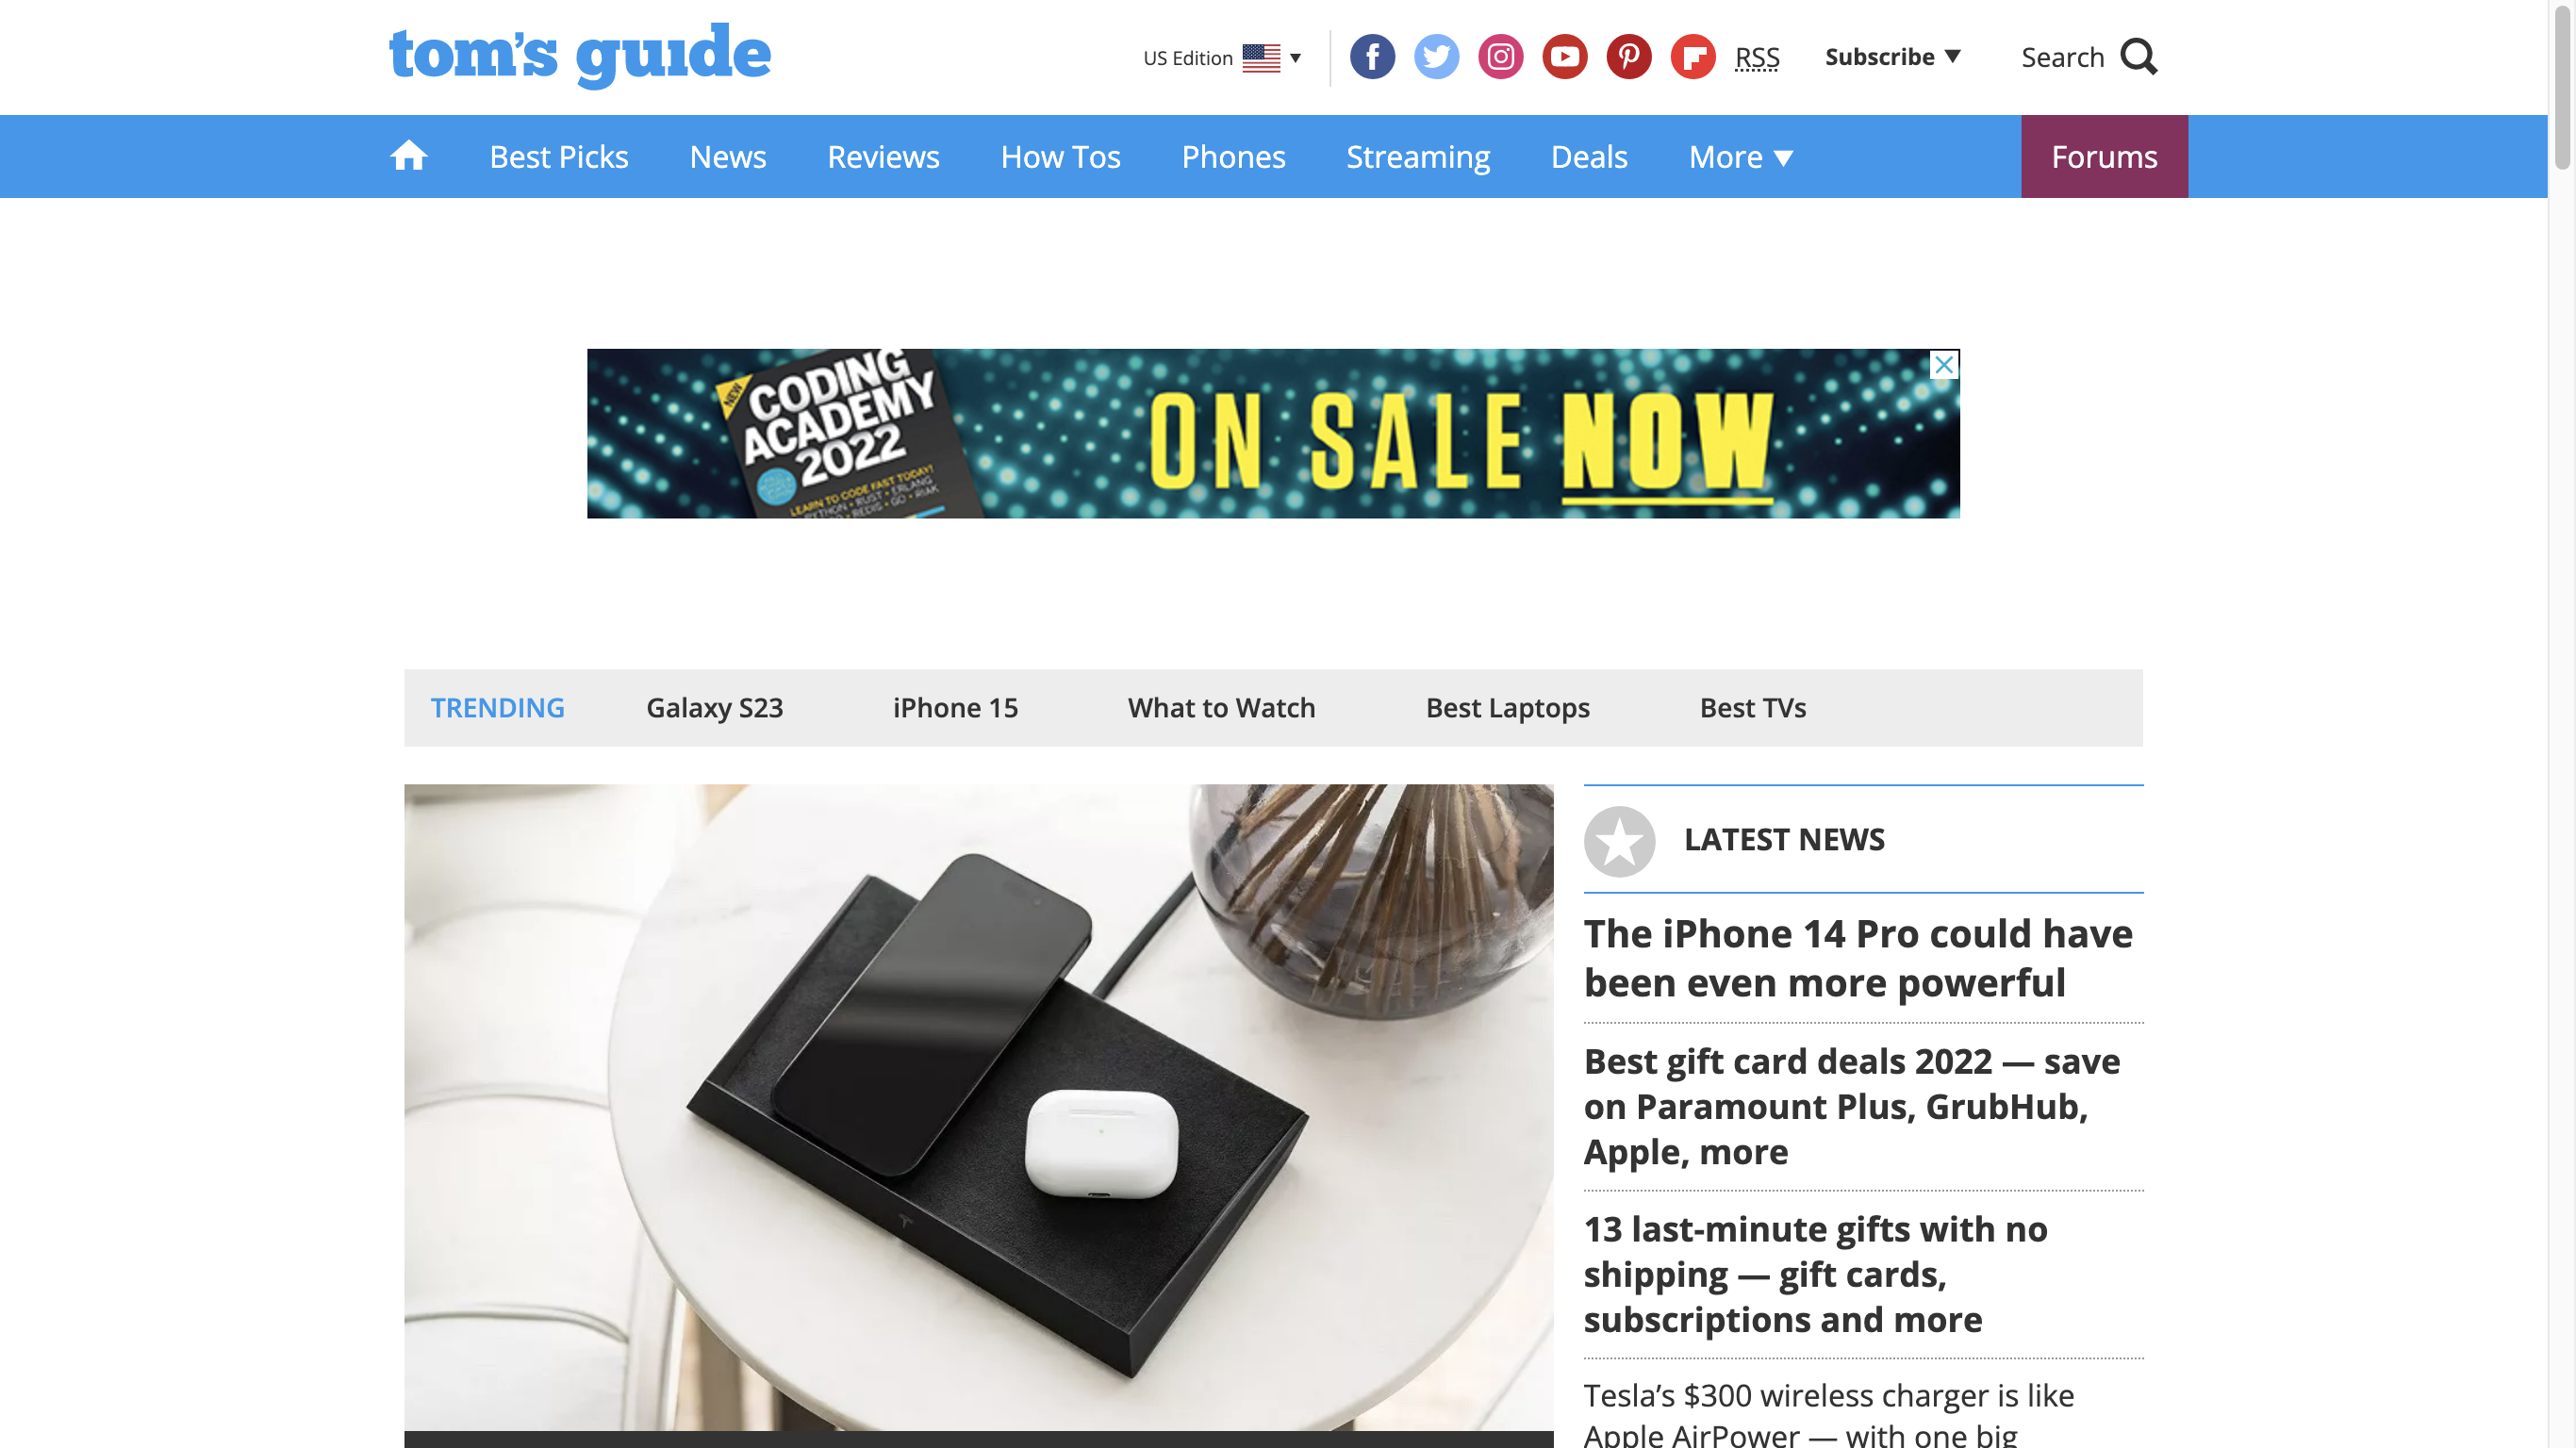 tom's guide
US Edition
RSS
Subscribe
Search
Best Picks
News
Reviews
How Tos
Phones
Streaming
Deals
More
Forums
NEW
CODING
ACADEMY
2022
LEARN TO CODE FAST TODAY!
PYTHON • RUST • ERLANG
REDIS • GO • RIAK
ON SALE NOW
TRENDING
Galaxy S23
iPhone 15
What to Watch
Best Laptops
Best TVs
LATEST NEWS
The iPhone 14 Pro could have
been even more powerful
Best gift card deals 2022 — save
on Paramount Plus, GrubHub,
Apple, more
13 last-minute gifts with no
shipping — gift cards,
subscriptions and more
Tesla's $300 wireless charger is like
Apple AirPower — with one big